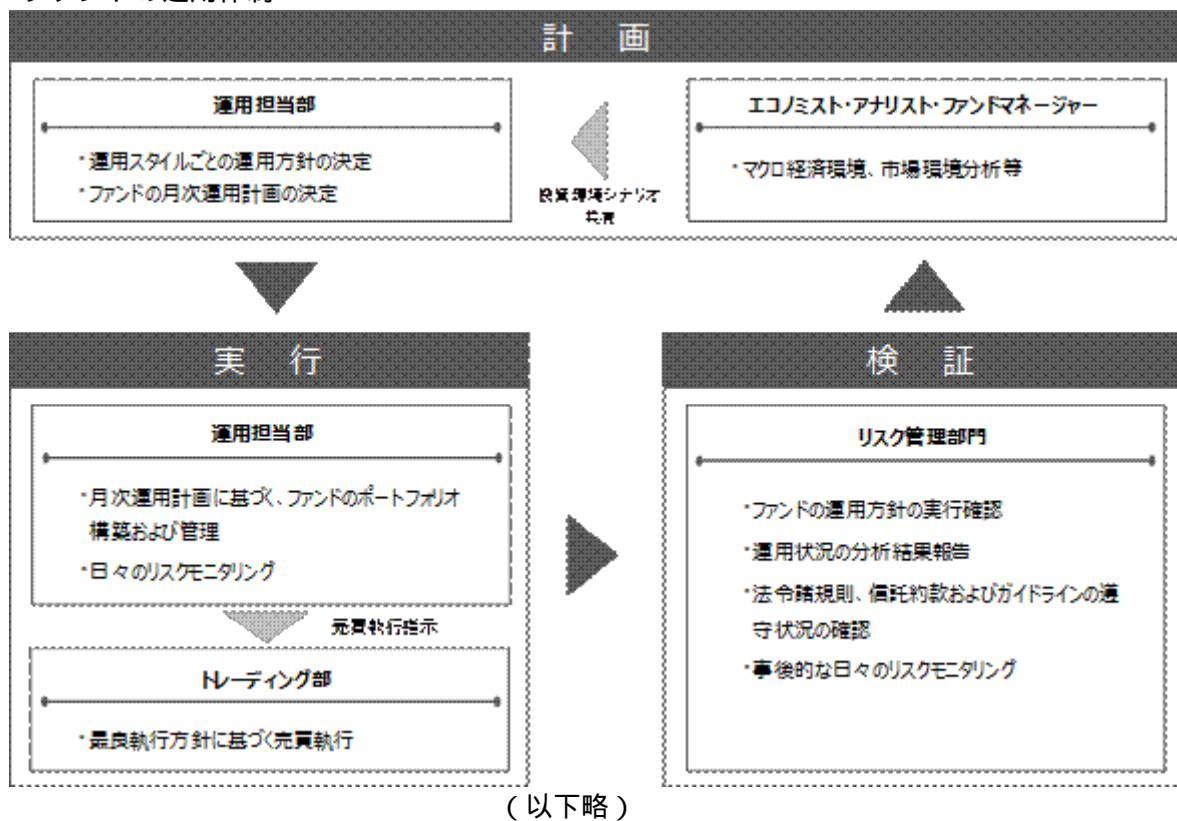 計 画
運用担当部
・運用スタイルごとの運用方針の決定
・ファンドの月次運用計画の決定
投資環境シナリオ
共有
エコノミスト・アナリスト・ファンドマネージャー
・マクロ経済環境、市場環境分析等
実 行
運用担当部
・月次運用計画に基づく、ファンドのポートフォリオ
構築および管理
・日々のリスクモニタリング
売買執行指示
トレーディング部
・最良執行方針に基づく売買執行
検 証
リスク管理部門
・ファンドの運用方針の実行確認
・運用状況の分析結果報告
・法令諸規則、信託約款およびガイドラインの遵
守状況の確認
・事後的な日々のリスクモニタリング
(以下略)